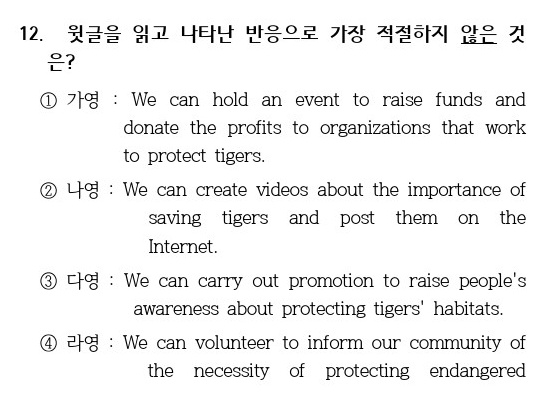 12. 윗글을 읽고 나타난 반응으로 가장 적절하지 않은 것
은?
① 가영 : We can hold an event to raise funds and
donate the profits to organizations that work
to protect tigers.
② 나영 : We can create videos about the importance of
saving tigers and post them on the
Internet.
③ 다영 : We can carry out promotion to raise people's
awareness about protecting tigers' habitats.
④ 라영 : We can volunteer to inform our community of
the necessity of protecting endangered